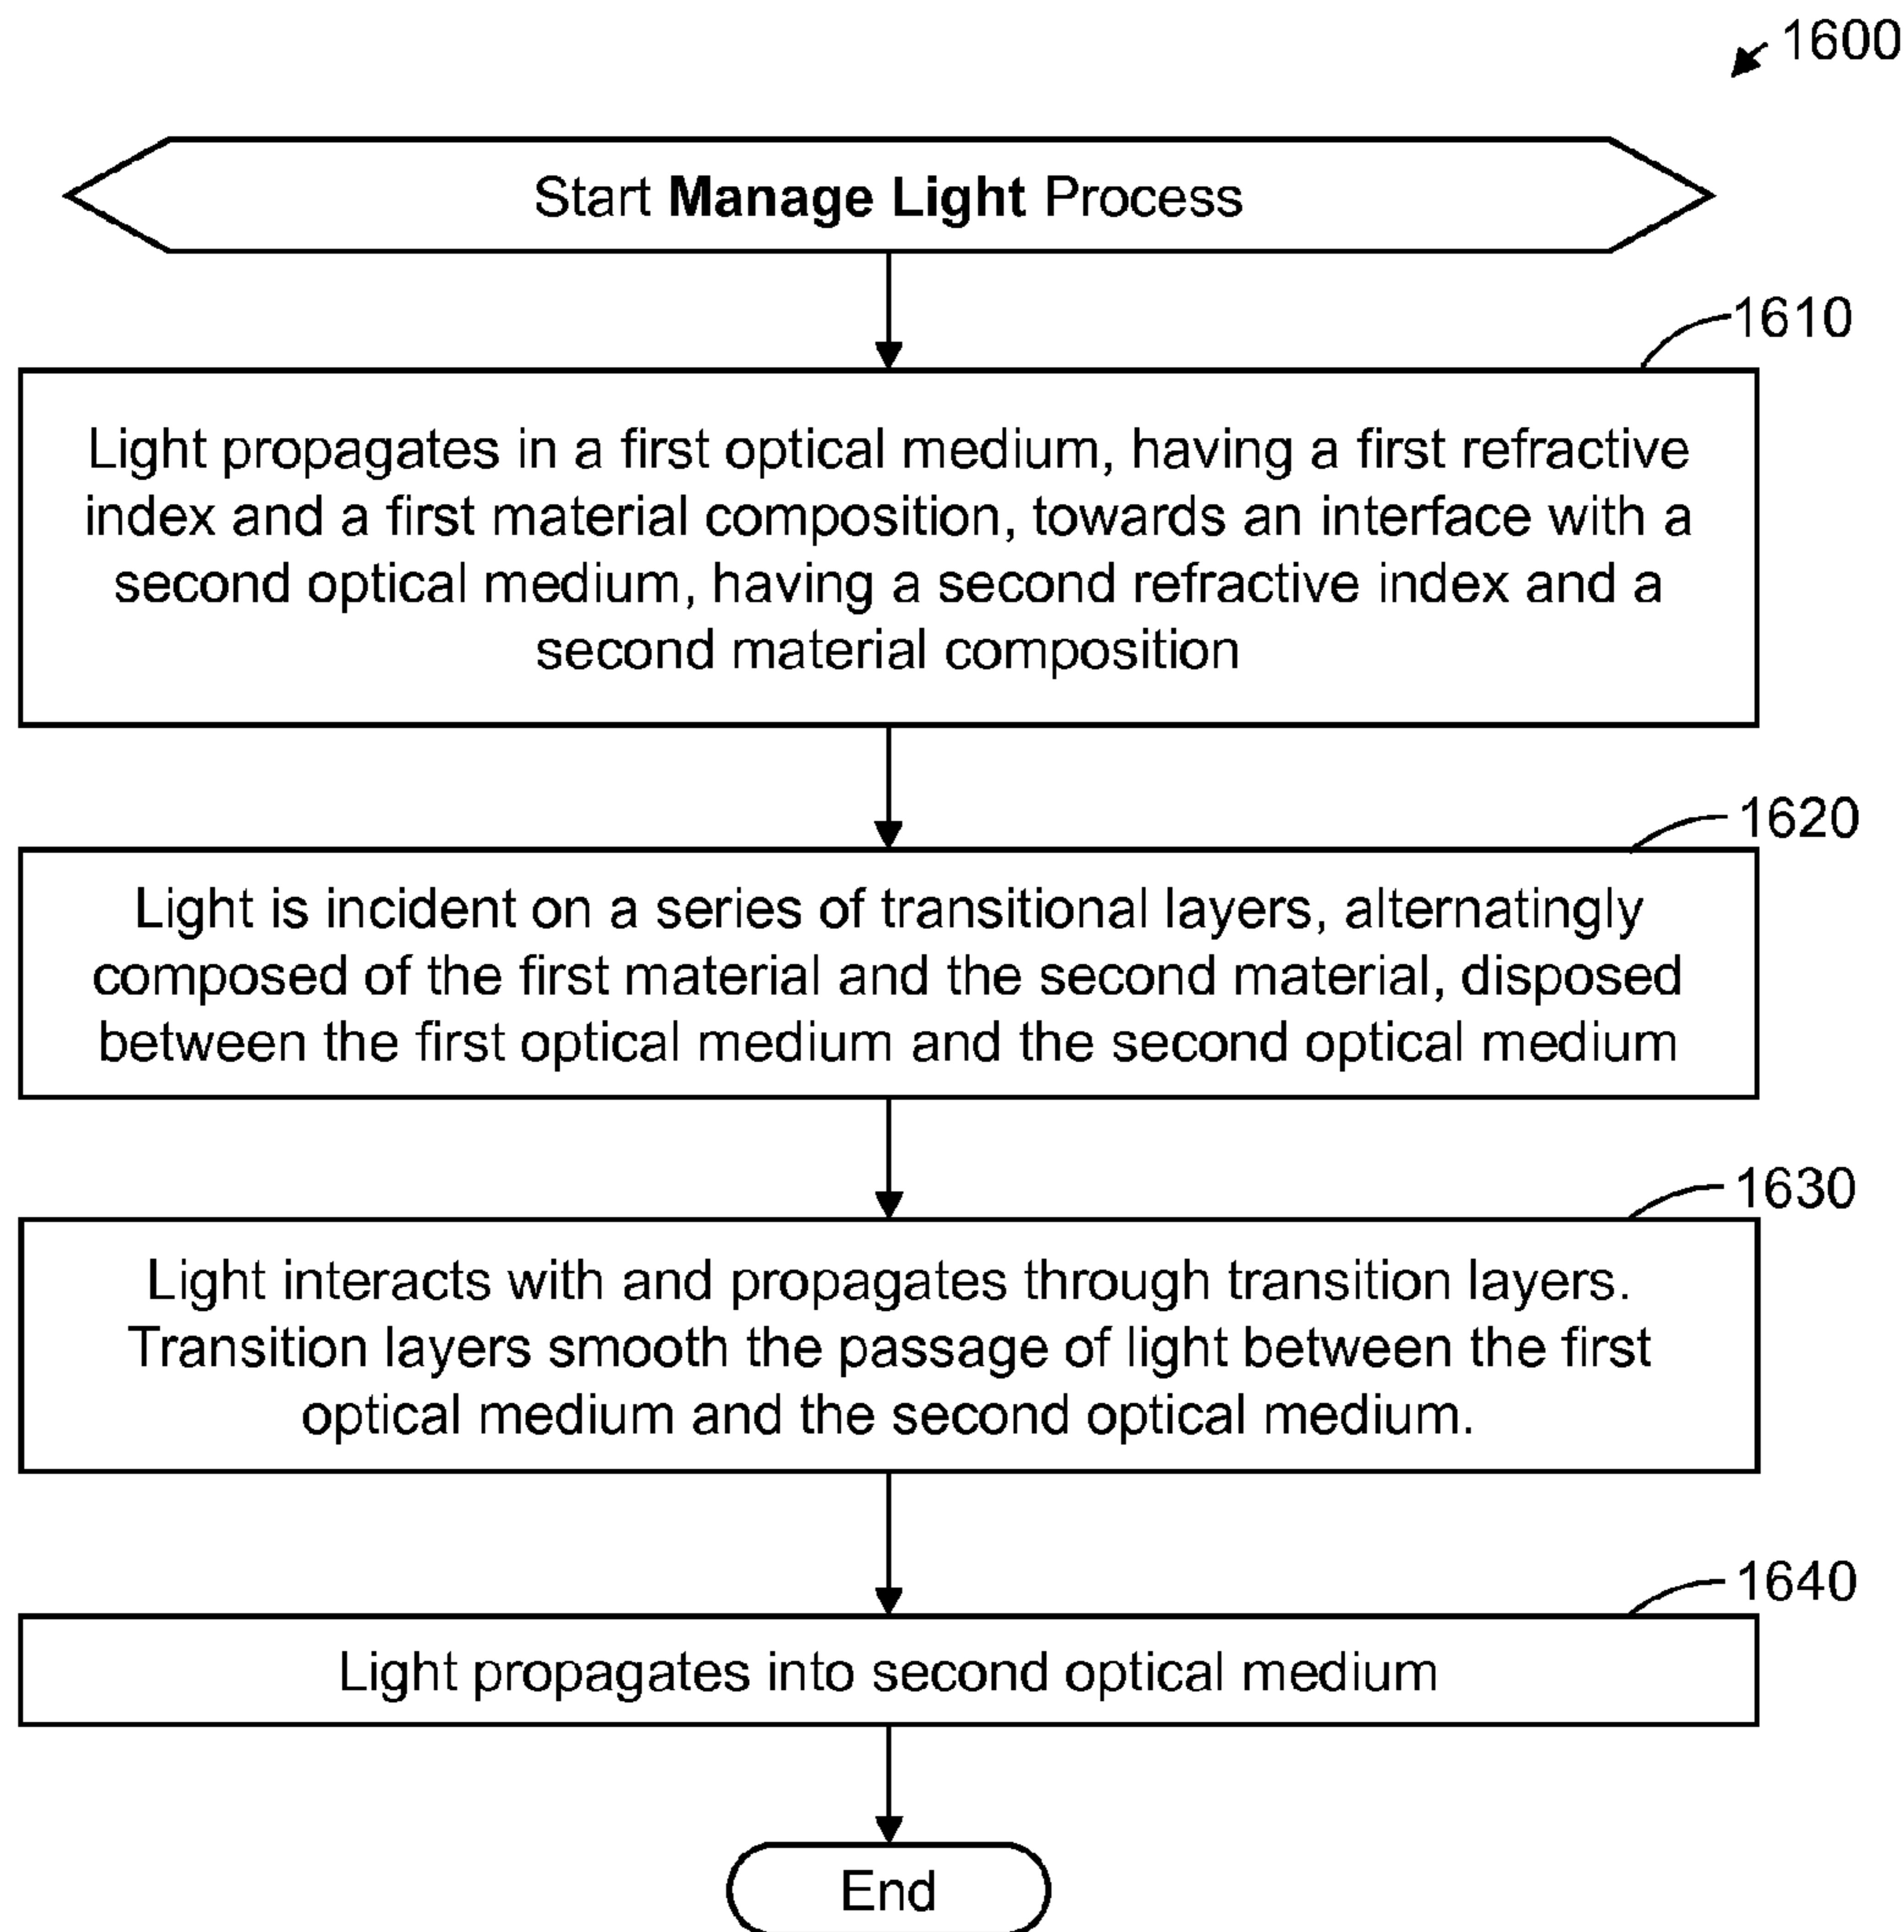 1600
Start Manage Light Process
1610
Light propagates in a first optical medium, having a first refractive
index and a first material composition, towards an interface with a
second optical medium, having a second refractive index and a
second material composition
1620
Light is incident on a series of transitional layers, alternatingly
composed of the first material and the second material, disposed
between the first optical medium and the second optical medium
1630
Light interacts with and propagates through transition layers.
Transition layers smooth the passage of light between the first
optical medium and the second optical medium.
1640
Light propagates into second optical medium
End